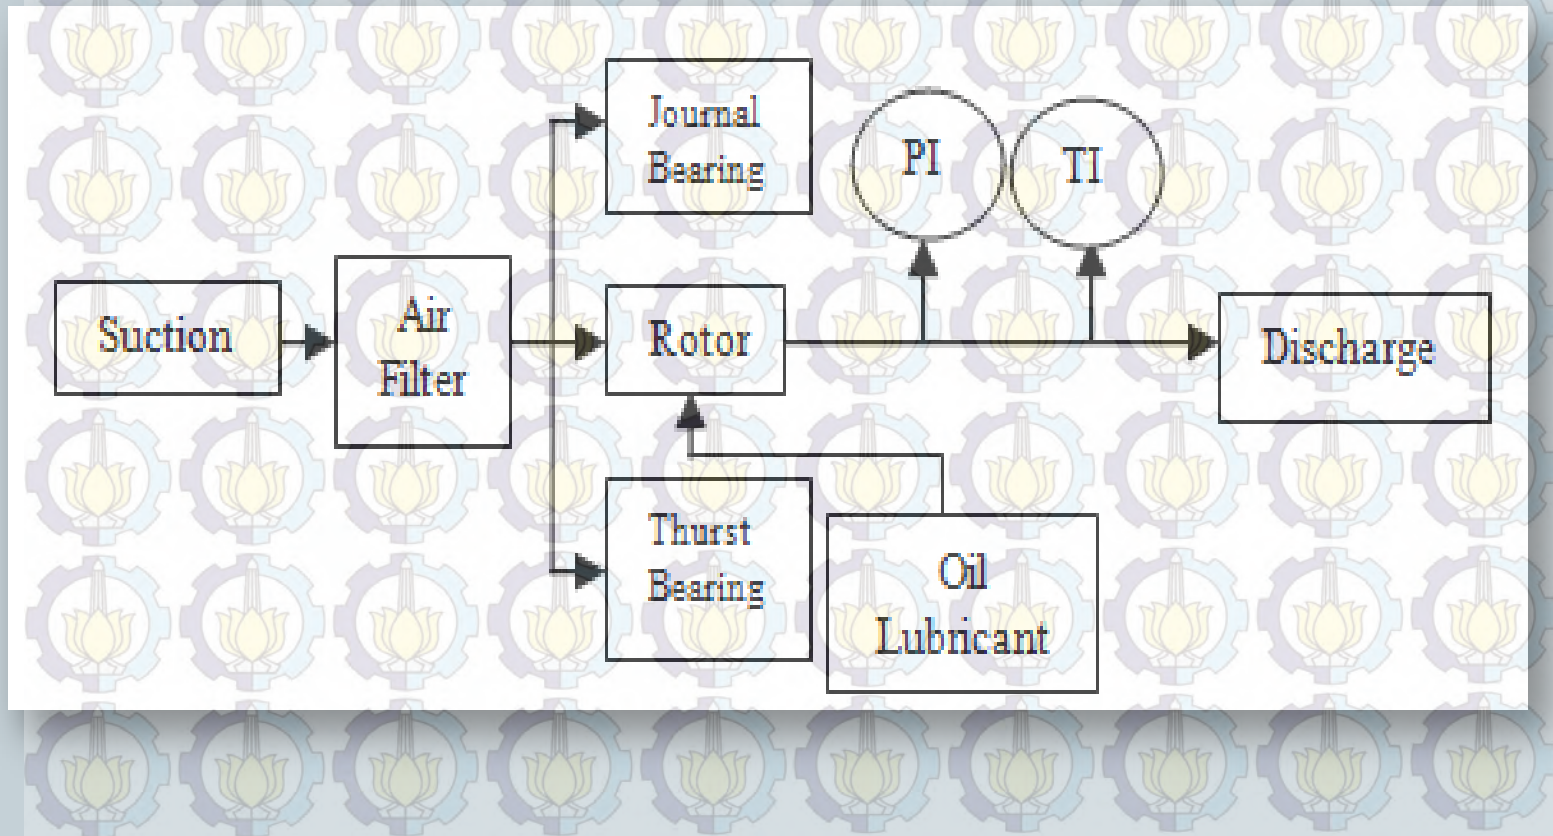 Journal
Bearing
PI
TI
Suction
Air
Filter
Rotor
Discharge
Thurst
Bearing
Oil
Lubricant